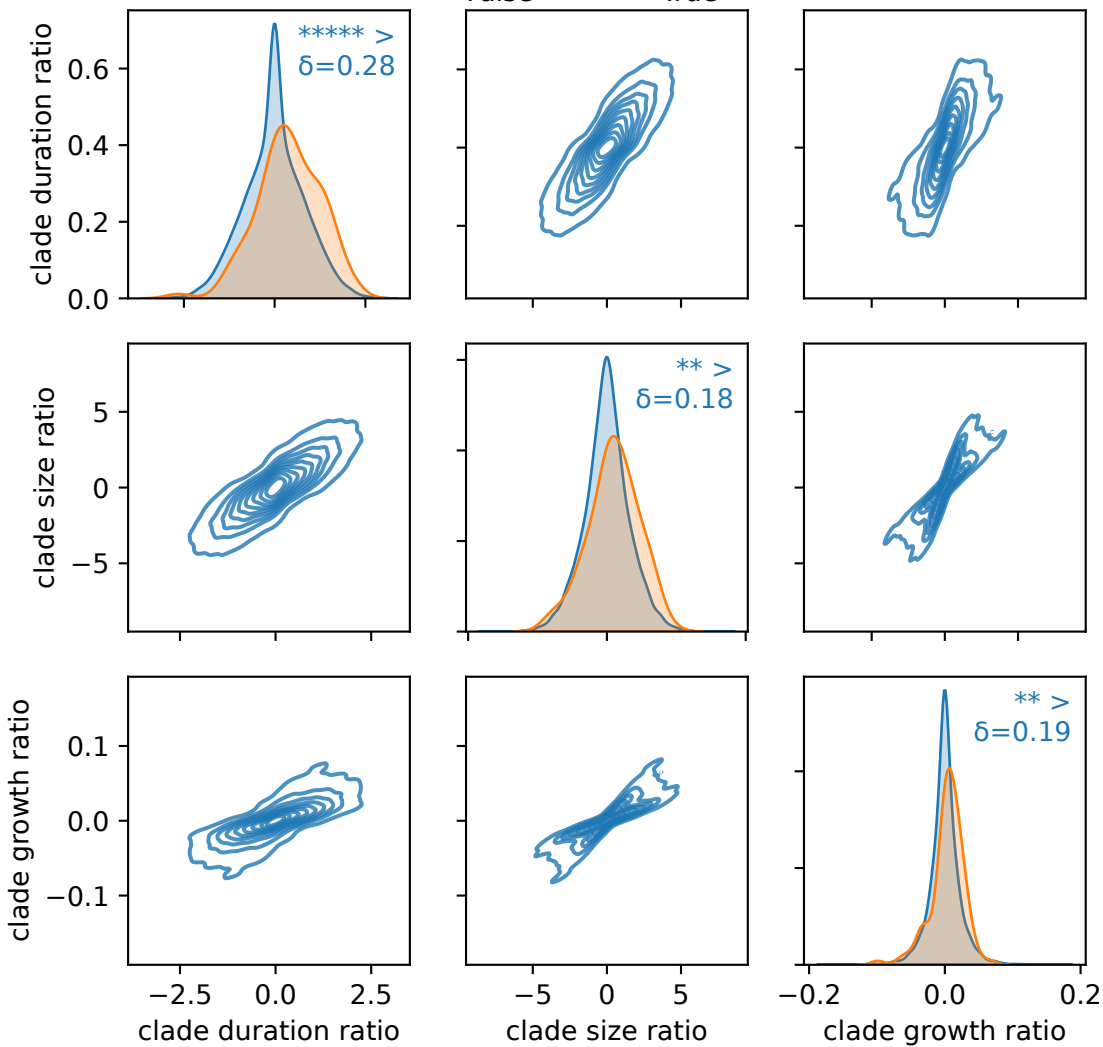 ***** >
δ=0.28
clade duration ratio
0.6
0.4
0.2
0.0
** >
δ=0.18
clade size ratio
5
0
−5
** >
δ=0.19
clade growth ratio
0.1
0.0
−0.1
−2.5 0.0 2.5 −5 0 5 −0.2 0.0 0.2
clade duration ratio clade size ratio clade growth ratio